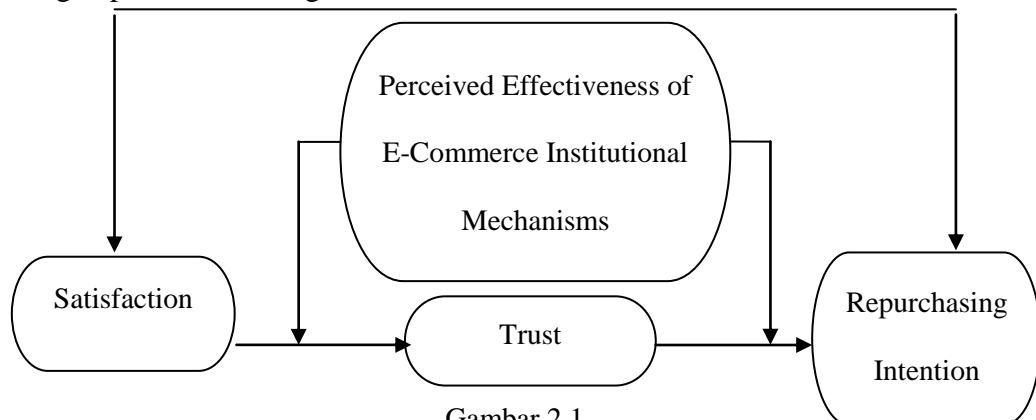 Perceived Effectiveness of
E-Commerce Institutional
Mechanisms
Satisfaction
Trust
Repurchasing
Intention
Gambar 2.1